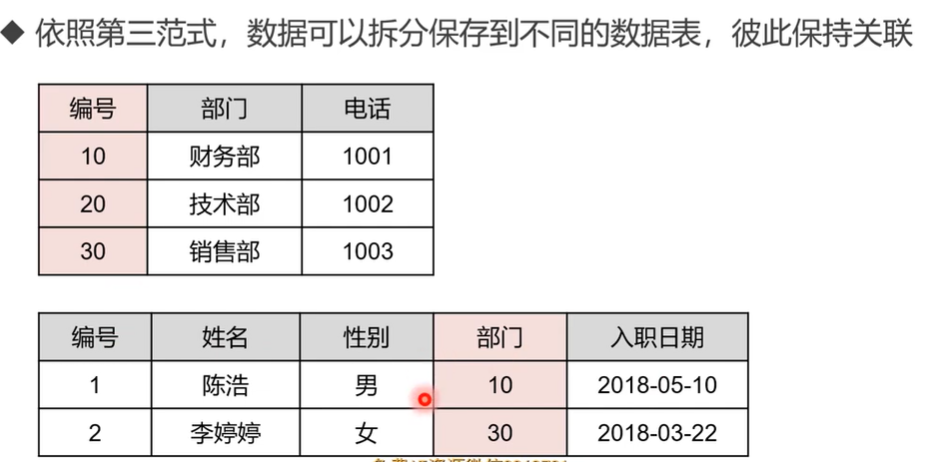 依照第三范式，数据可以拆分保存到不同的数据表，彼此保持关联
编号 部门 电话
10 财务部 1001
20 技术部 1002
30 销售部 1003
编号 姓名 性别 部门 入职日期
1 陈浩 男 10 2018-05-10
2 李婷婷 女 30 2018-03-22